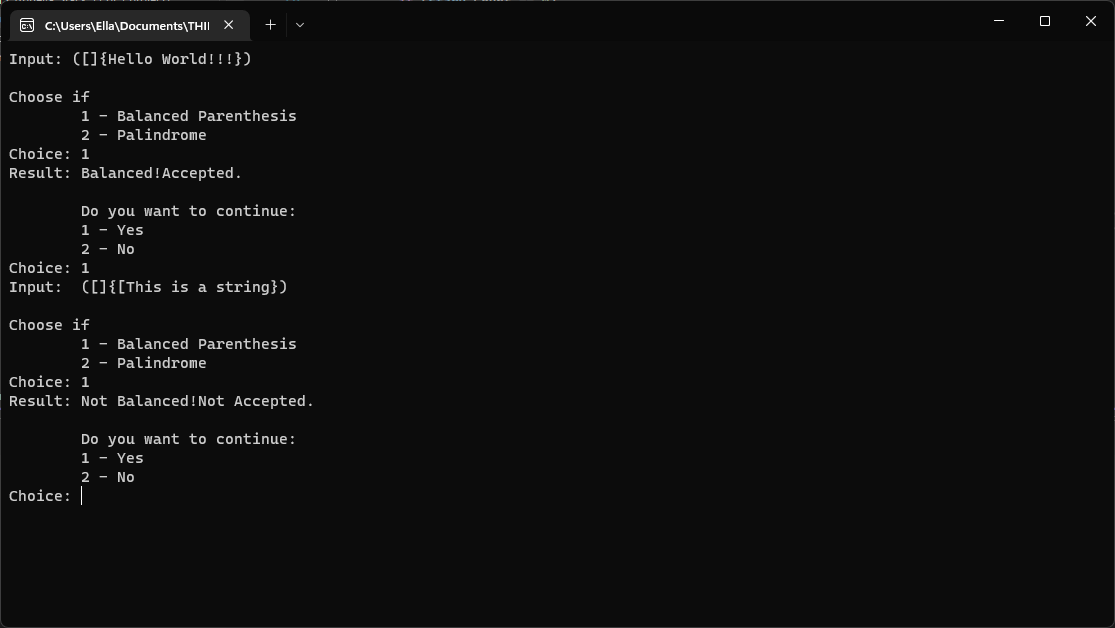 C:\Users\Ella\Documents\THI
Input: ([]{Hello World!!!})
Choose if
1 - Balanced Parenthesis
2 - Palindrome
Choice: 1
Result: Balanced!Accepted.
Do you want to continue:
1 - Yes
2 - No
Choice: 1
Input:  ([]{[This is a string})
Choose if
1 - Balanced Parenthesis
2 - Palindrome
Choice: 1
Result: Not Balanced!Not Accepted.
Do you want to continue:
1 - Yes
2 - No
Choice: